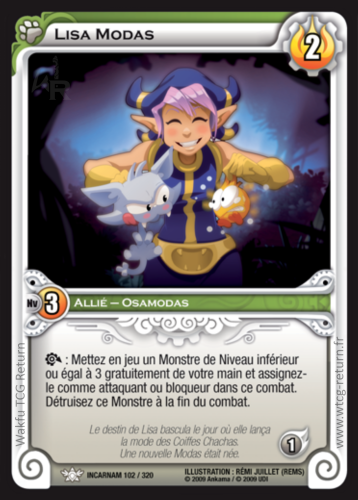 Lisa Modas
2
R
Nv 3 Allié – Osamodas
: Mettez en jeu un Monstre de Niveau inférieur
ou égal à 3 gratuitement de votre main et assignez-
le comme attaquant ou bloqueur dans ce combat.
Détruisez ce Monstre à la fin du combat.
Le destin de Lisa bascula le jour où elle lança
la mode des Coiffes Chachas.
Une nouvelle Modas était née.
1
INCARNAM 102 / 320
ILLUSTRATION : RÉMI JUILLET (REMS)
© 2009 Ankama / © 2009 UDI
Wakfu TCG Return
www.wtcg-return.fr